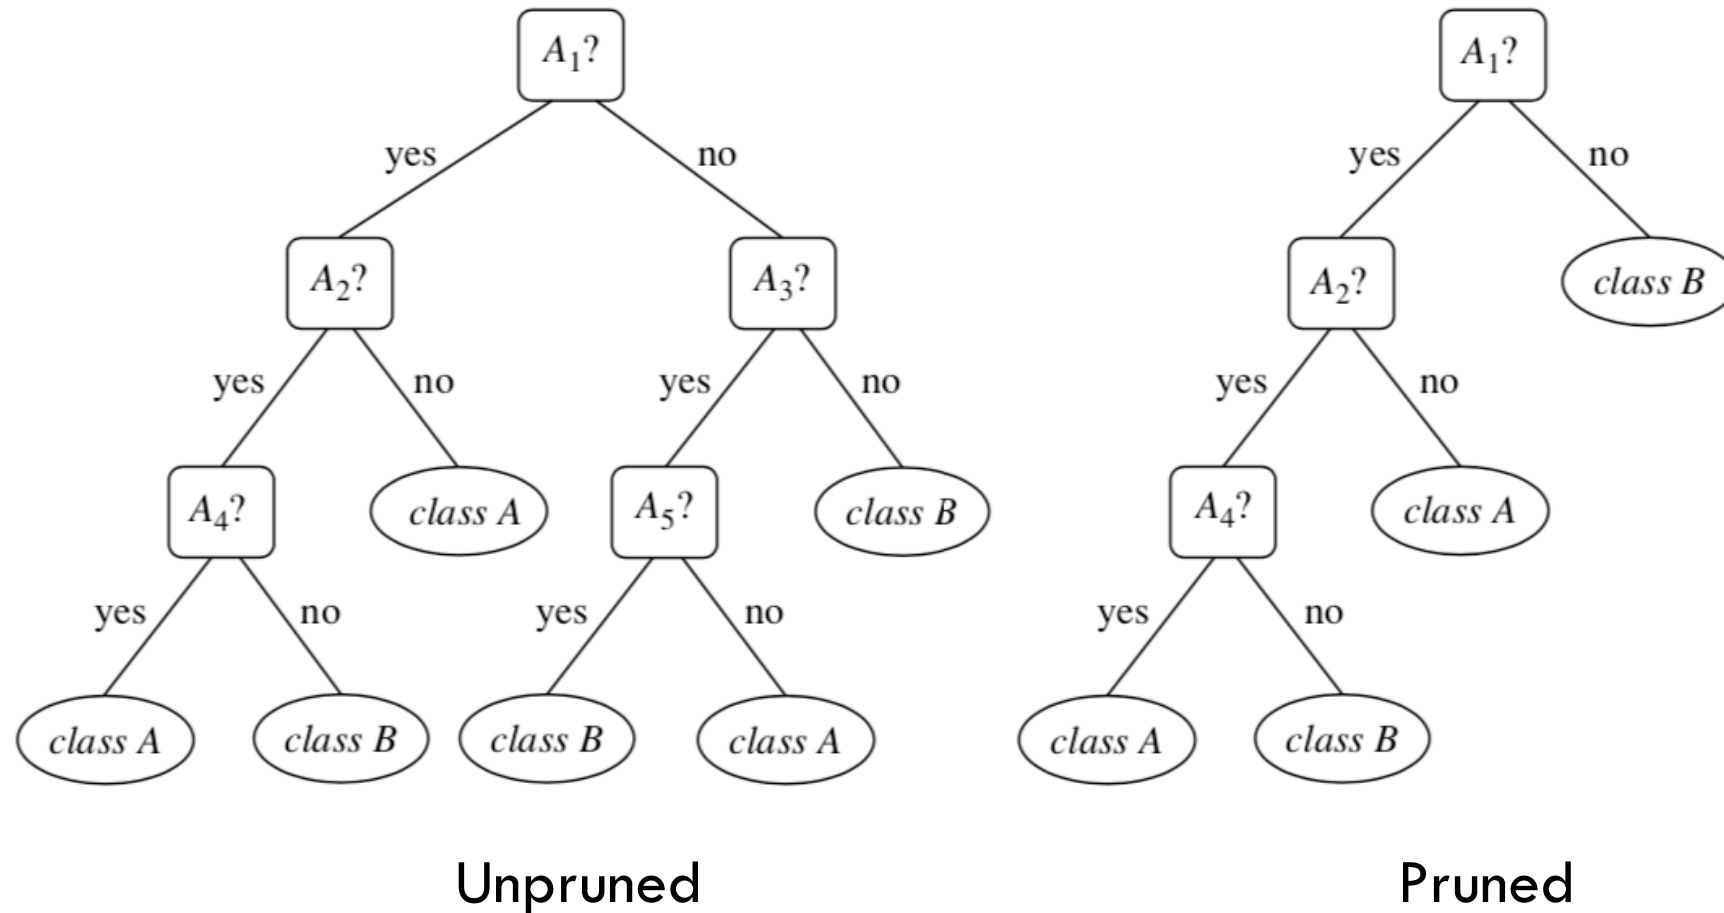 A₁?
yes
no
A₂?
A₃?
yes
no
yes
no
A₄?
class A
A₅?
class B
yes
no
yes
no
class A
class B
class B
class A
Unpruned
A₁?
yes
no
A₂?
class B
yes
no
A₄?
class A
yes
no
class A
class B
Pruned